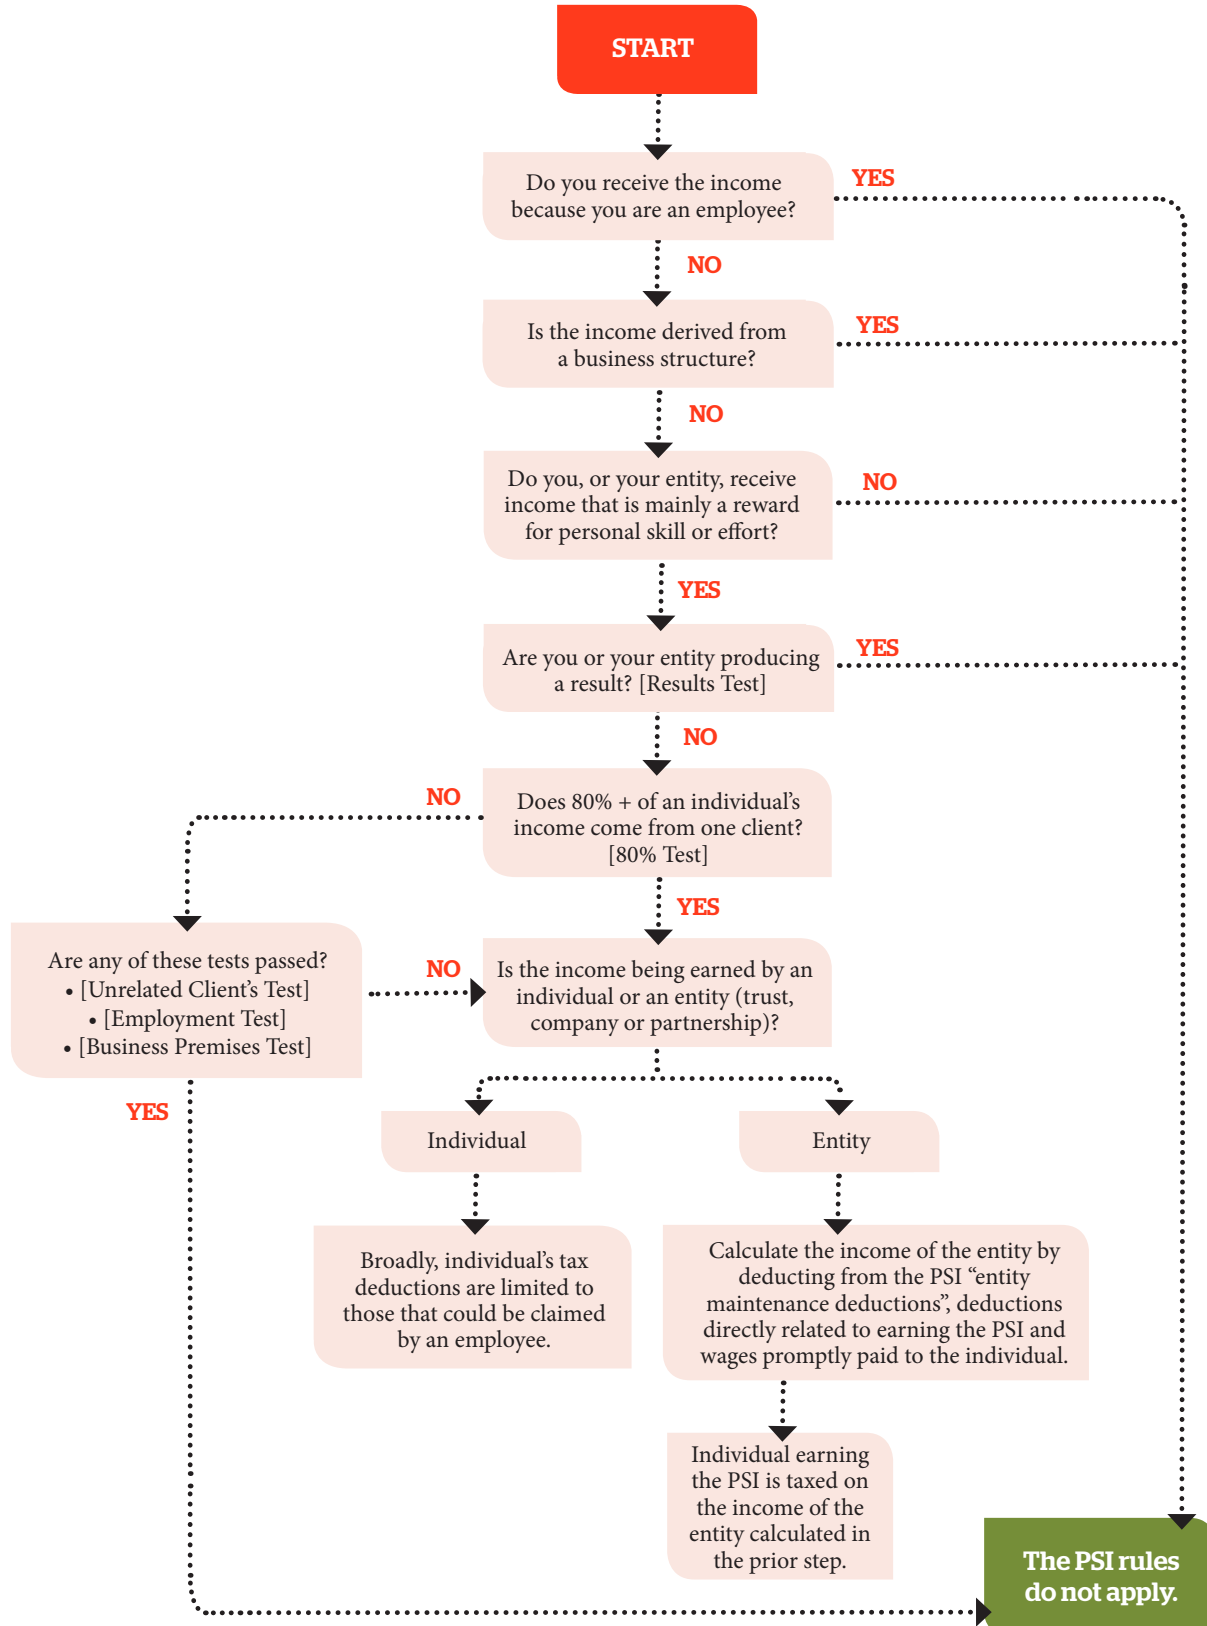 START
Do you receive the income
because you are an employee?
YES
NO
Is the income derived from
a business structure?
YES
NO
Do you, or your entity, receive
income that is mainly a reward
for personal skill or effort?
NO
YES
Are you or your entity producing
a result? [Results Test]
YES
NO
Does 80% + of an individual's
income come from one client?
[80% Test]
NO
YES
Are any of these tests passed?
• [Unrelated Client's Test]
• [Employment Test]
• [Business Premises Test]
NO
YES
Is the income being earned by an
individual or an entity (trust,
company or partnership)?
Individual
Entity
Broadly, individual's tax
deductions are limited to
those that could be claimed
by an employee.
Calculate the income of the entity by
deducting from the PSI “entity
maintenance deductions”, deductions
directly related to earning the PSI and
wages promptly paid to the individual.
Individual earning
the PSI is taxed on
the income of the
entity calculated in
the prior step.
The PSI rules
do not apply.